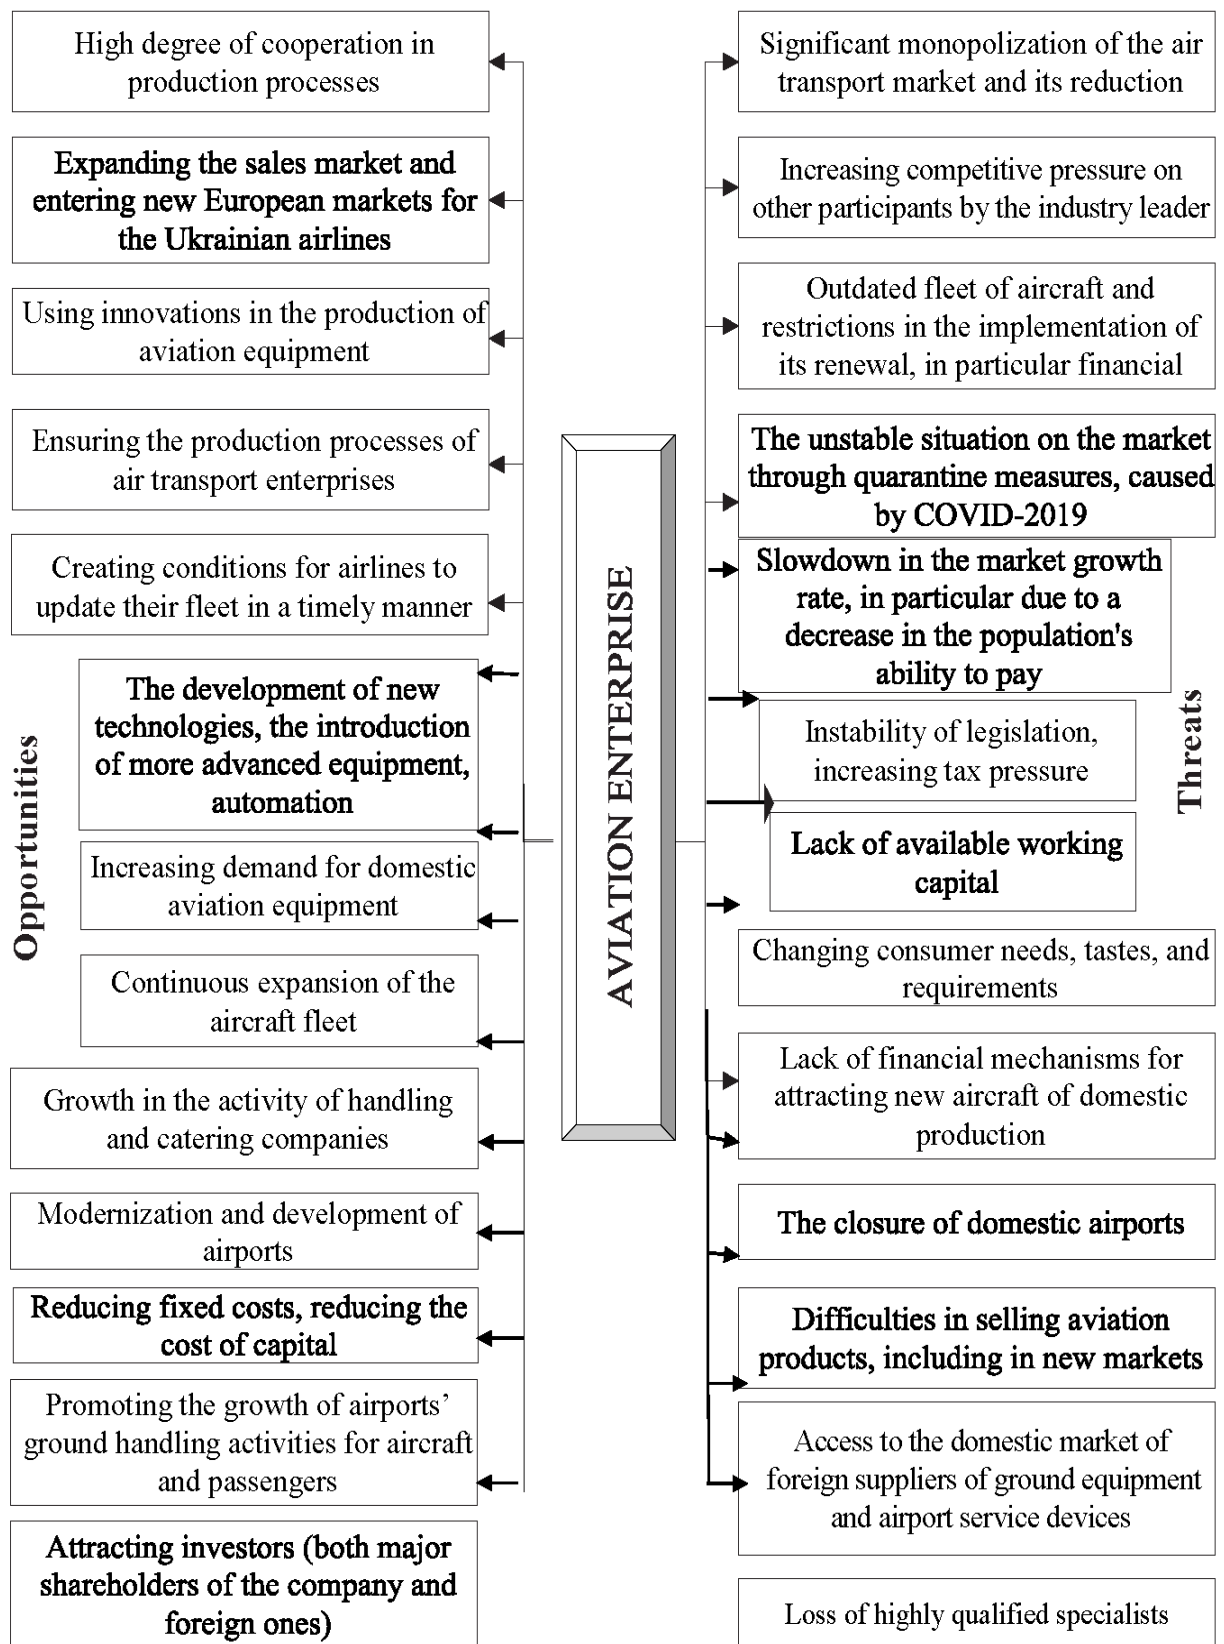 High degree of cooperation in
production processes
Expanding the sales market and
entering new European markets for
the Ukrainian airlines
Using innovations in the production of
aviation equipment
Ensuring the production processes of
air transport enterprises
Creating conditions for airlines to
update their fleet in a timely manner
The development of new
technologies, the introduction
of more advanced equipment,
automation
Increasing demand for domestic
aviation equipment
Continuous expansion of the
aircraft fleet
Growth in the activity of handling
and catering companies
Modernization and development of
airports
Reducing fixed costs, reducing the
cost of capital
Promoting the growth of airports’
ground handling activities for aircraft
and passengers
Attracting investors (both major
shareholders of the company and
foreign ones)
Opportunities
AVIATION ENTERPRISE
Significant monopolization of the air
transport market and its reduction
Increasing competitive pressure on
other participants by the industry leader
Outdated fleet of aircraft and
restrictions in the implementation of
its renewal, in particular financial
The unstable situation on the market
through quarantine measures, caused
by COVID-2019
Slowdown in the market growth
rate, in particular due to a
decrease in the population's
ability to pay
Instability of legislation,
increasing tax pressure
Lack of available working
capital
Changing consumer needs, tastes, and
requirements
Lack of financial mechanisms for
attracting new aircraft of domestic
production
The closure of domestic airports
Difficulties in selling aviation
products, including in new markets
Access to the domestic market of
foreign suppliers of ground equipment
and airport service devices
Loss of highly qualified specialists
Threats